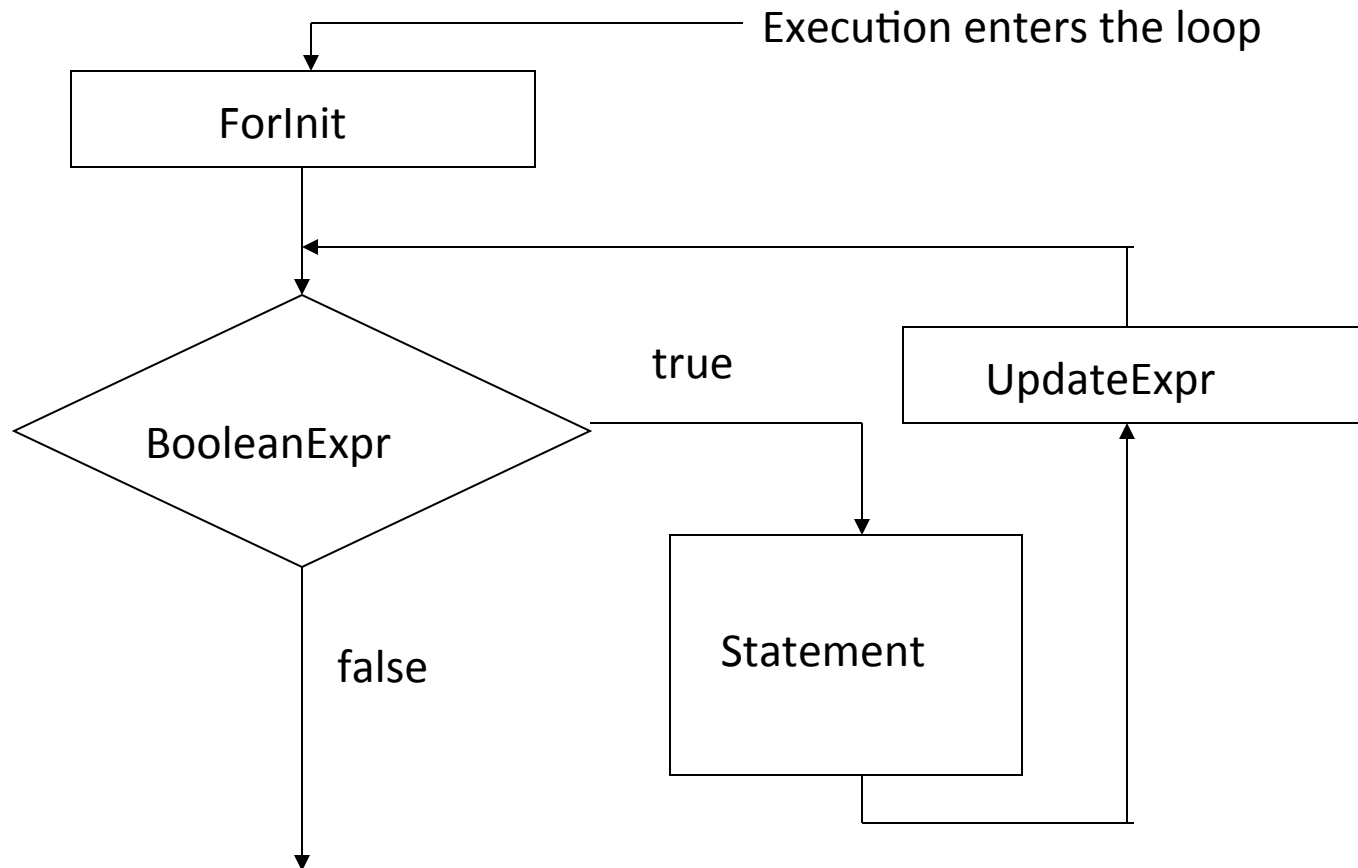 Execution enters the loop
ForInit
true
UpdateExpr
BooleanExpr
Statement
false